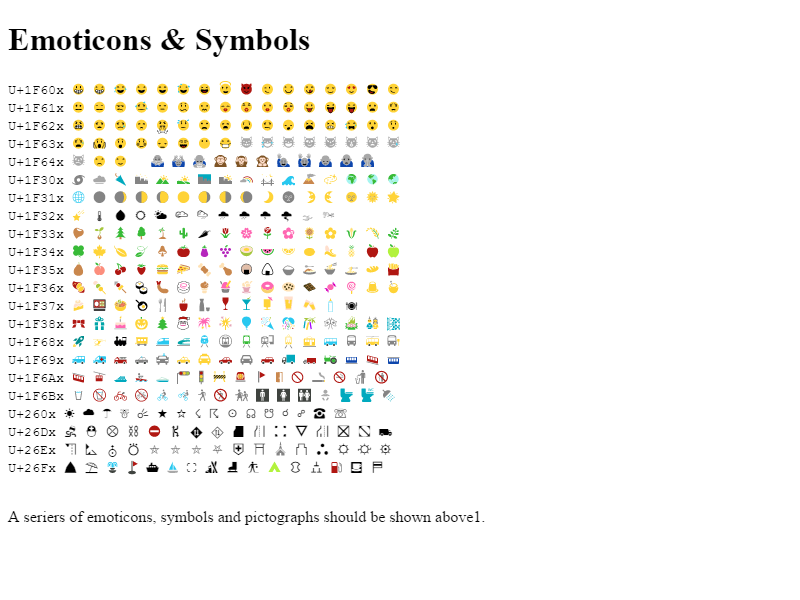 Emoticons & Symbols
U+1F60x
U+1F61x
U+1F62x
U+1F63x
U+1F64x
U+1F30x
U+1F31x
U+1F32x
U+1F33x
U+1F34x
U+1F35x
U+1F36x
U+1F37x
U+1F38x
U+1F68x
U+1F69x
U+1F6Ax
U+1F6Bx
U+260x
U+26Dx
U+26Ex
U+26Fx
A seriers of emoticons, symbols and pictographs should be shown above1.